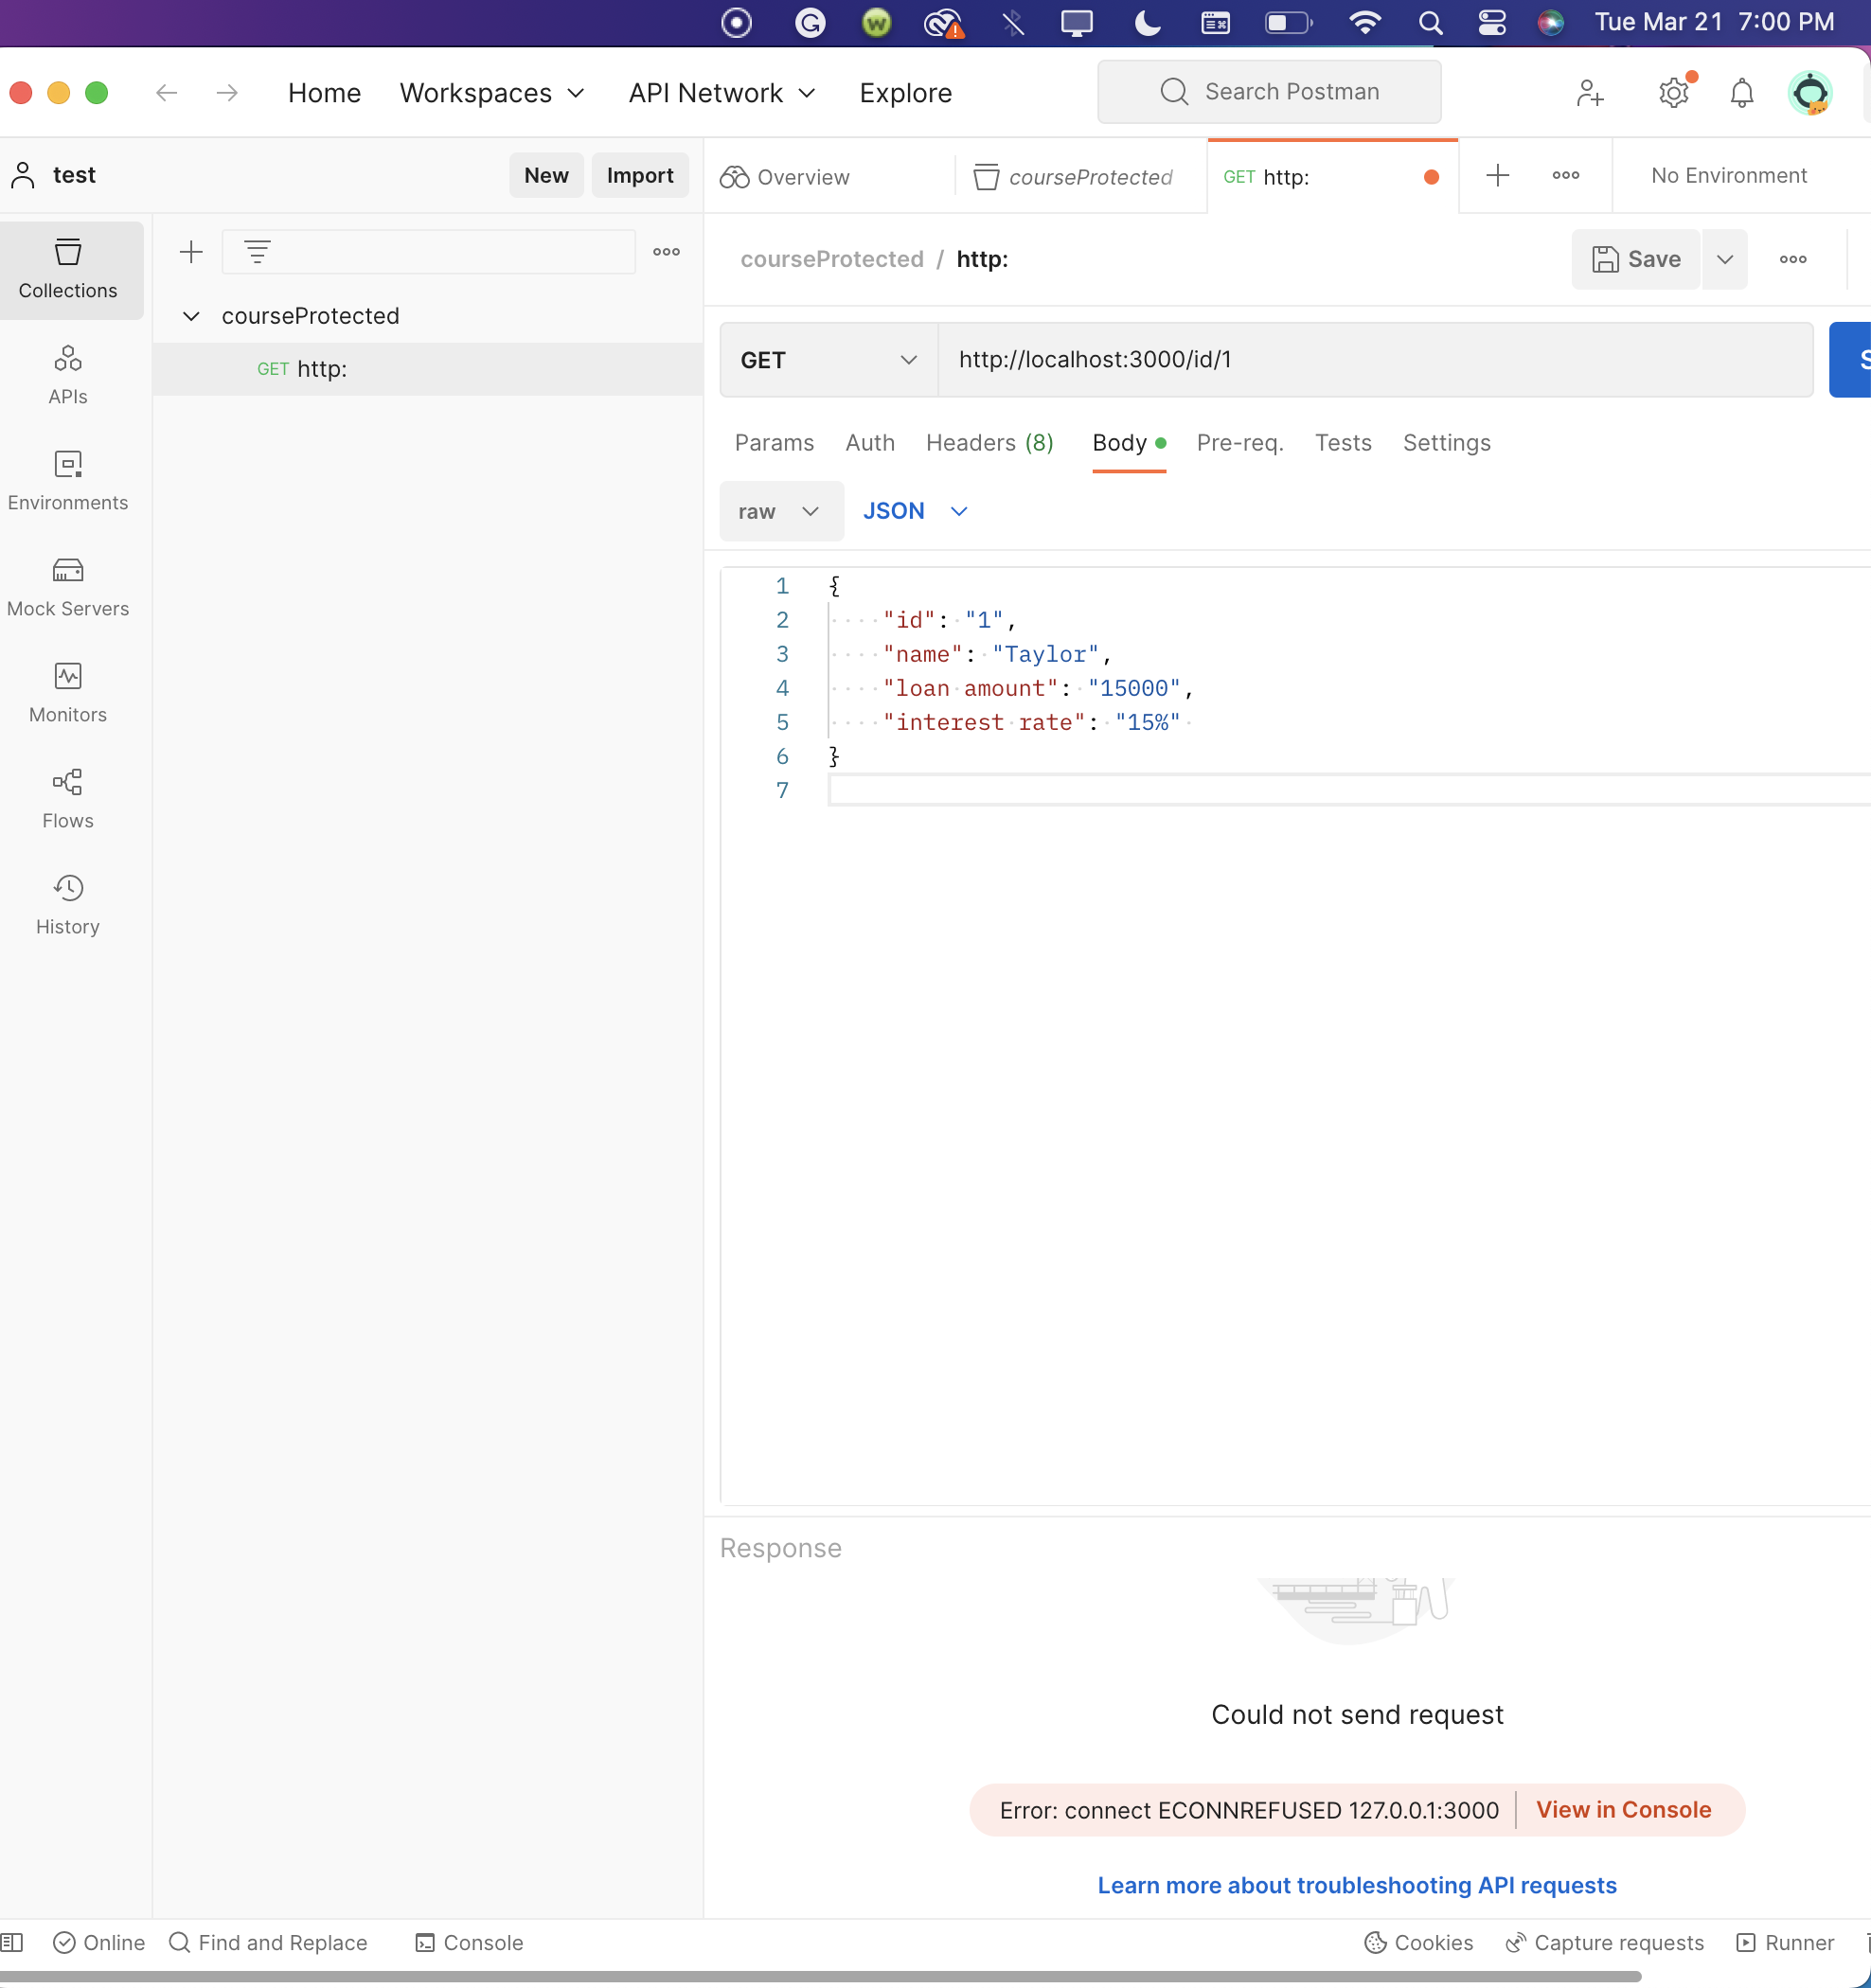 Tue Mar 21 7:00 PM
Home Workspaces API Network Explore Search Postman
test New Import Overview courseProtected GET http: No Environment
Collections
APIs
Environments
Mock Servers
Monitors
Flows
History
courseProtected
GET http:
courseProtected / http: Save
GET http://localhost:3000/id/1
Params Auth Headers (8) Body Pre-req. Tests Settings
raw JSON
1 {
2 "id": "1",
3 "name": "Taylor",
4 "loan amount": "15000",
5 "interest rate": "15%"
6 }
7
Response
Could not send request
Error: connect ECONNREFUSED 127.0.0.1:3000 View in Console
Learn more about troubleshooting API requests
Online Find and Replace Console Cookies Capture requests Runner